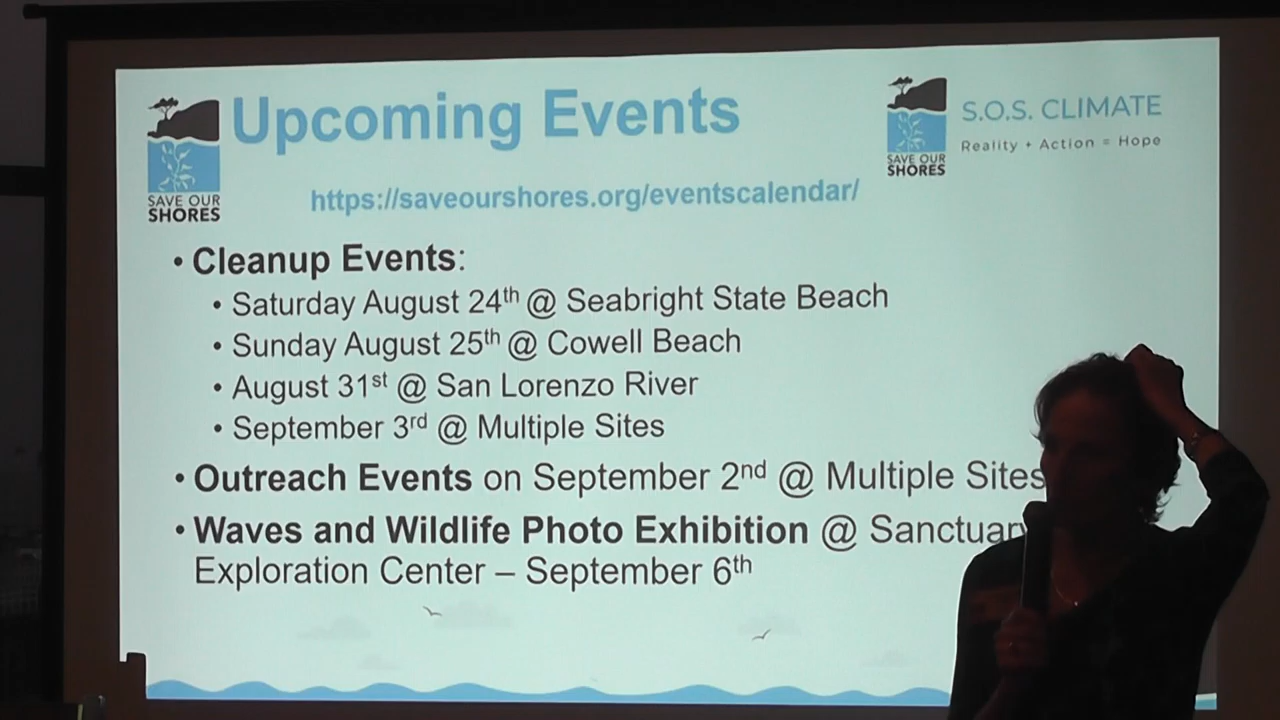 Upcoming Events
SAVE OUR
SHORES
S.O.S. CLIMATE
Reality + Action = Hope
SAVE OUR
SHORES
https://saveourshores.org/eventscalendar/
• Cleanup Events:
• Saturday August 24th @ Seabright State Beach
• Sunday August 25th @ Cowell Beach
• August 31st @ San Lorenzo River
• September 3rd @ Multiple Sites
• Outreach Events on September 2nd @ Multiple Sites
• Waves and Wildlife Photo Exhibition @ Sanctuary
Exploration Center – September 6th